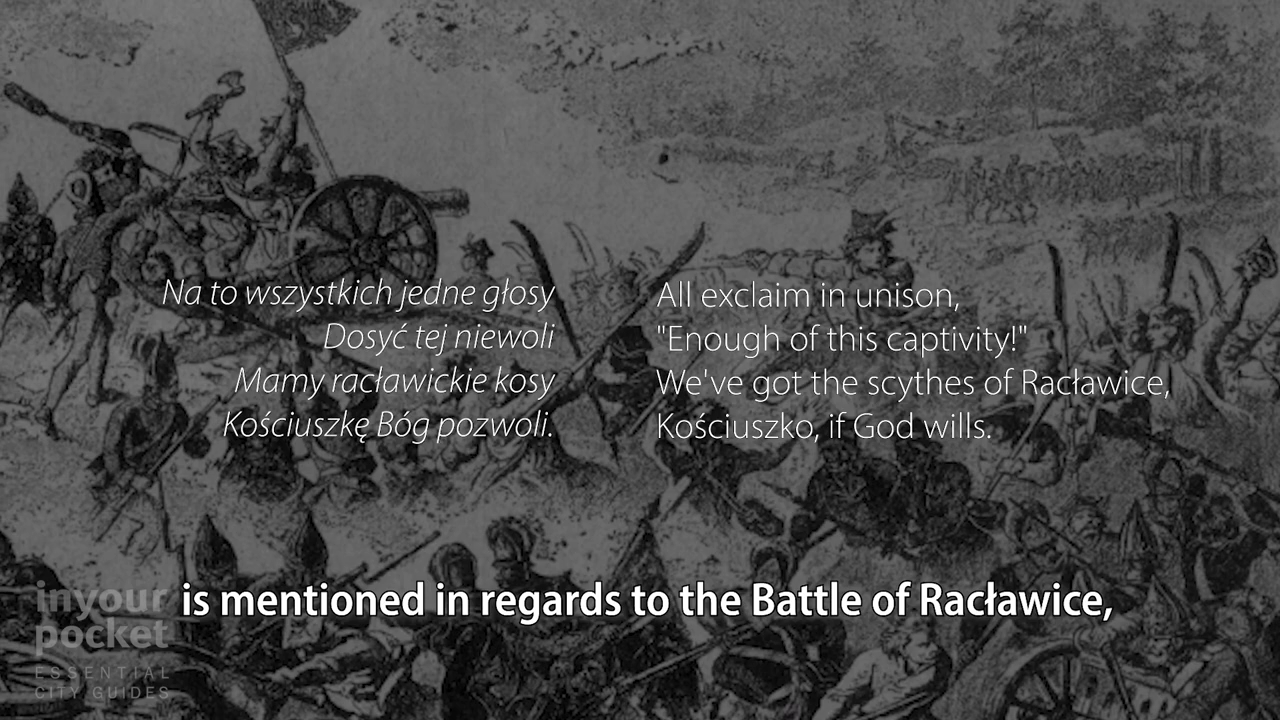 Na to wszystkich jedne głosy
Dosyć tej niewoli
Mamy racławickie kosy
Kościuszkę Bóg pozwoli.
All exclaim in unison,
"Enough of this captivity!"
We've got the scythes of Racławice,
Kościuszko, if God wills.
is mentioned in regards to the Battle of Racławice,
inyour
pocket
ESSENTIAL
CITY GUIDES